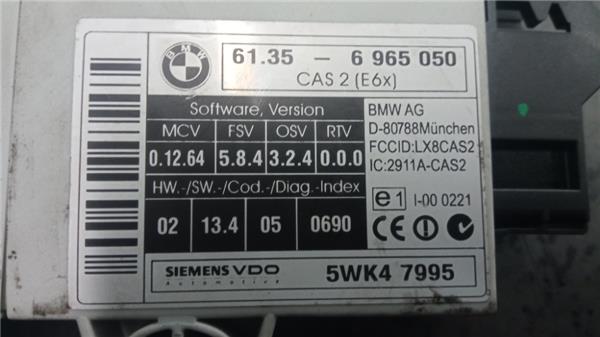 BMW
61.35 - 6 965 050
CAS 2 (E6x)
Software, Version
MCV FSV OSV RTV
0.12.64 5.8.4 3.2.4 0.0.0
HW.-/SW.-/Cod.-/Diag.-Index
02 13.4 05 0690
BMW AG
D-80788München
FCCID:LX8CAS2
IC:2911A-CAS2
e1 I-00 0221
CE
SIEMENS VDO
Automotive
5WK4 7995